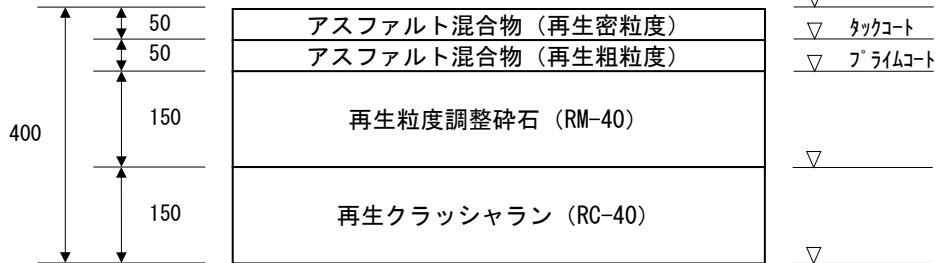 50 アスファルト混合物（再生密粒度） ▽ ﾀｯｸｺｰﾄ
50 アスファルト混合物（再生粗粒度） ▽ ﾌﾟﾗｲﾑｺｰﾄ
400 150 再生粒度調整砕石（RM-40）
150 再生クラッシャラン（RC-40）